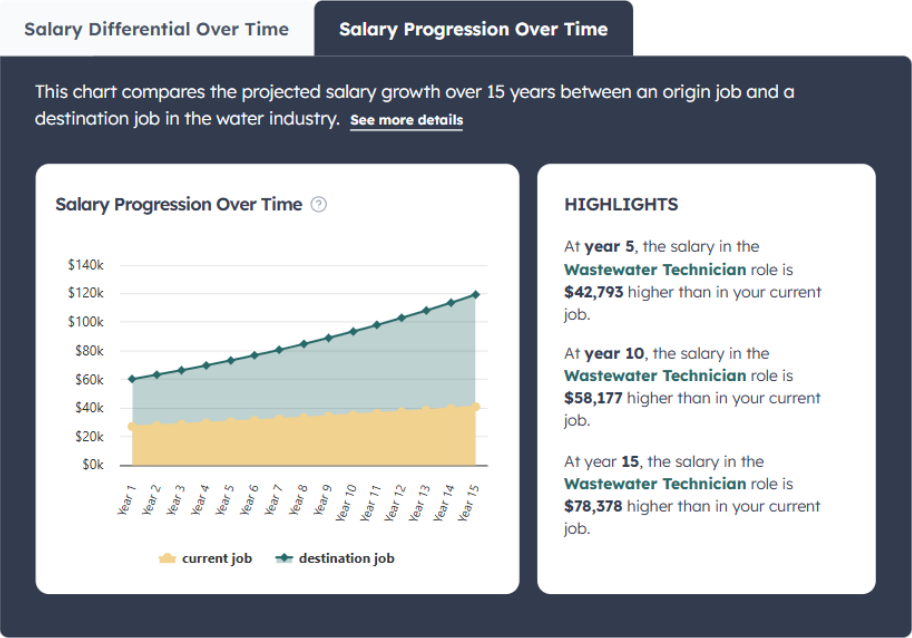 Salary Differential Over Time
Salary Progression Over Time
This chart compares the projected salary growth over 15 years between an origin job and a
destination job in the water industry. See more details
Salary Progression Over Time ?
$140k
$120k
$100k
$80k
$60k
$40k
$20k
$0k
Year 1
Year 2
Year 3
Year 4
Year 5
Year 6
Year 7
Year 8
Year 9
Year 10
Year 11
Year 12
Year 13
Year 14
Year 15
current job
destination job
HIGHLIGHTS
At year 5, the salary in the
Wastewater Technician role is
$42,793 higher than in your current
job.
At year 10, the salary in the
Wastewater Technician role is
$58,177 higher than in your current
job.
At year 15, the salary in the
Wastewater Technician role is
$78,378 higher than in your current
job.